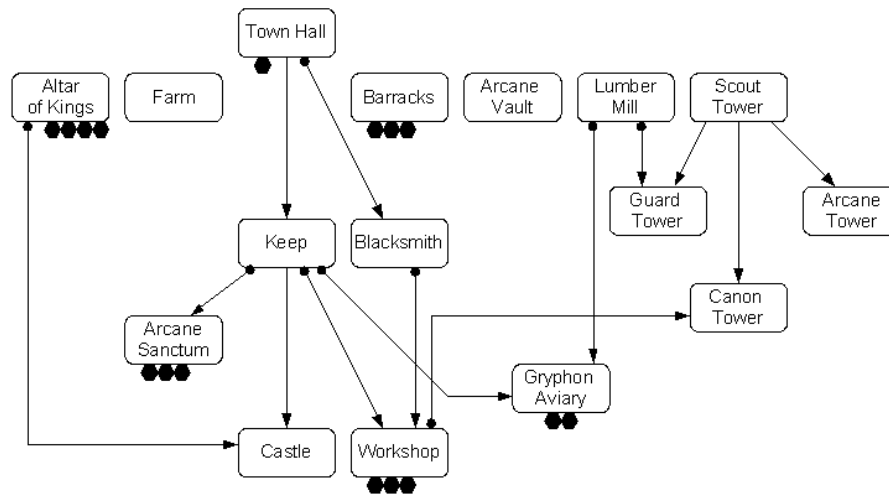 Town Hall
Altar
of Kings
Farm
Barracks
Arcane
Vault
Lumber
Mill
Scout
Tower
Guard
Tower
Arcane
Tower
Keep
Blacksmith
Canon
Tower
Arcane
Sanctum
Gryphon
Aviary
Castle
Workshop